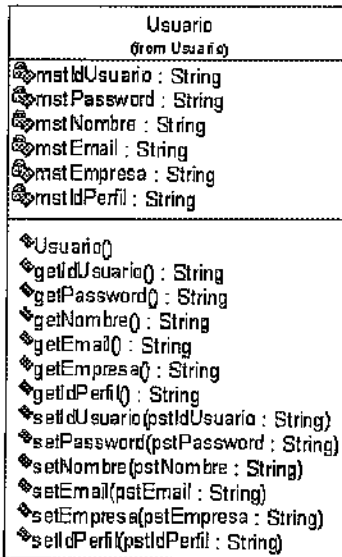 Usuario
(from Usuario)
mstIdUsuario : String
mstPassword : String
mstNombre : String
mstEmail : String
mstEmpresa : String
mstIdPerfil : String
Usuario()
getIdUsuario() : String
getPassword() : String
getNombre() : String
getEmail() : String
getEmpresa() : String
getIdPerfil() : String
setIdUsuario(pstIdUsuario : String)
setPassword(pstPassword : String)
setNombre(pstNombre : String)
setEmail(pstEmail : String)
setEmpresa(pstEmpresa : String)
setIdPerfil(pstIdPerfil : String)